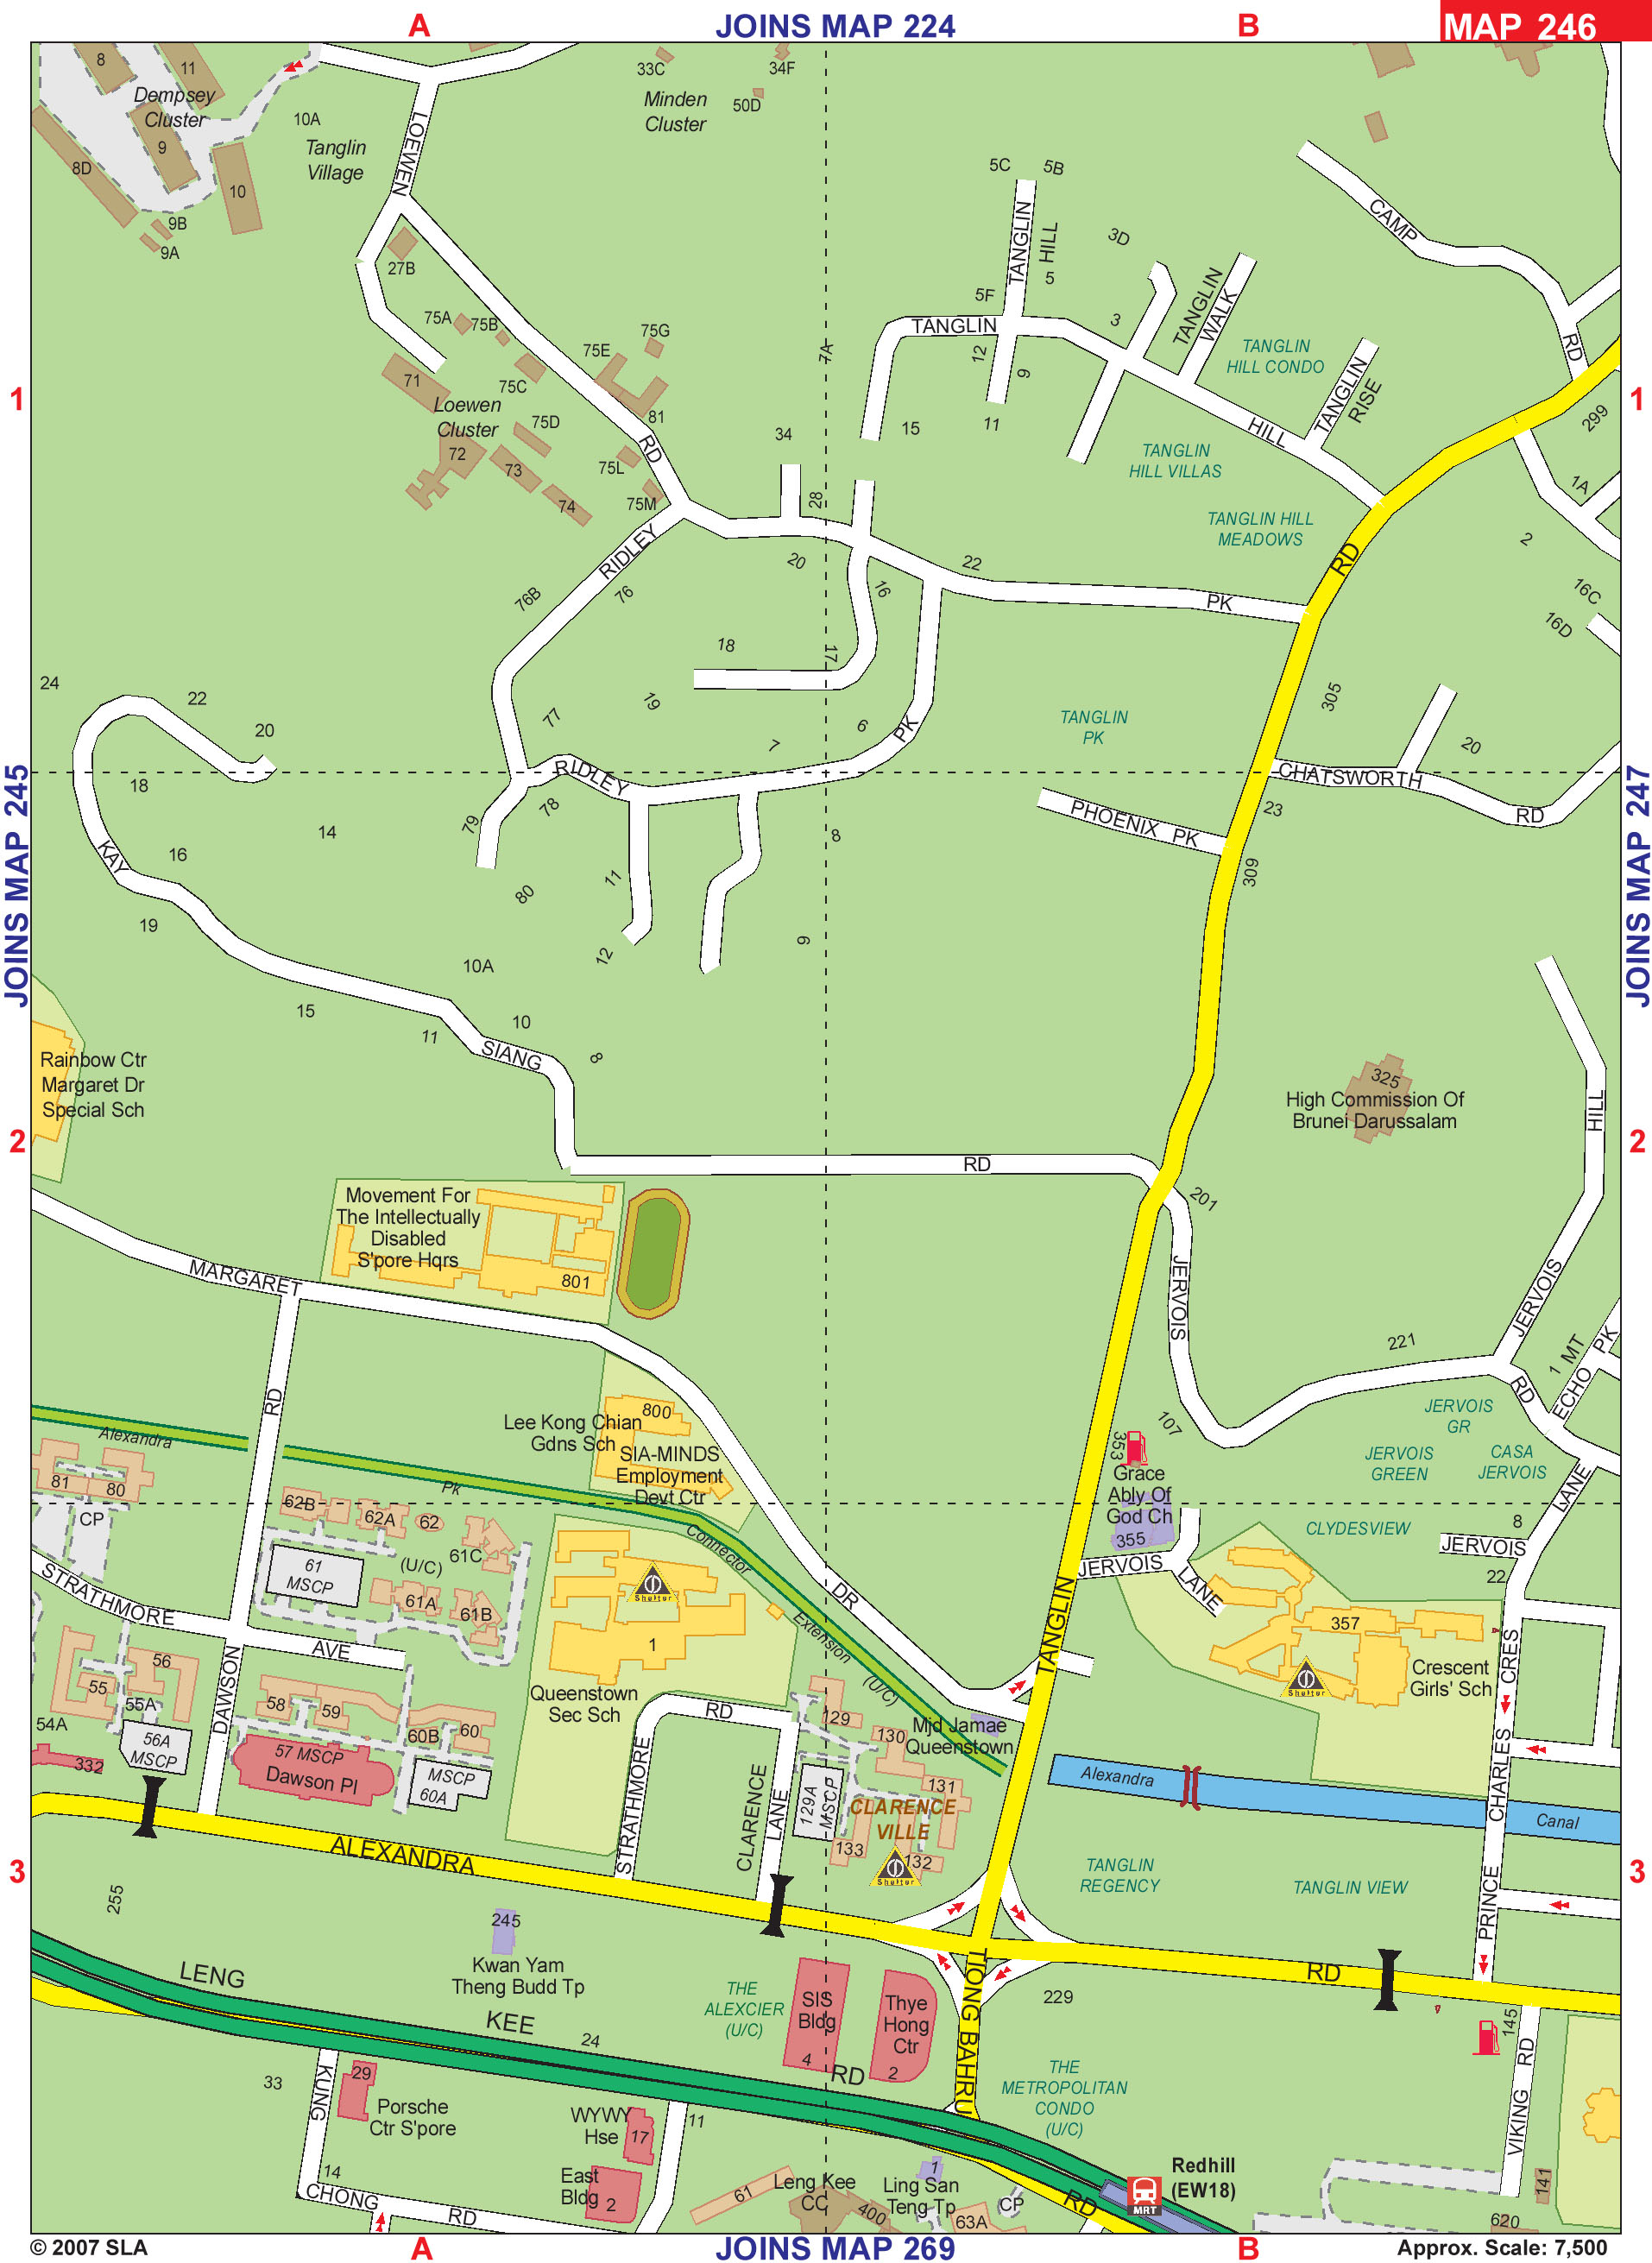 A
JOINS MAP 224
B
MAP 246
8
11
Dempsey
Cluster
9
8D
10
9B
9A
10A
Tanglin
Village
LOEWEN
33C
34F
Minden
Cluster
50D
27B
75A
75B
75C
75D
75E
75G
71
Loewen
Cluster
72
73
74
75L
75M
81
RD
34
28
7A
15
5C
5B
TANGLIN
HILL
5
5F
3D
TANGLIN
12
9
11
3
TANGLIN
WALK
TANGLIN
HILL CONDO
TANGLIN
RISE
HILL
TANGLIN
HILL VILLAS
TANGLIN HILL
MEADOWS
CAMP
RD
299
1A
2
16C
16D
1
1
RIDLEY
76B
76
20
16
22
PK
RD
18
17
19
77
7
6
PK
TANGLIN
PK
305
20
24
22
20
18
14
16
KAY
19
15
11
10A
10
SIANG
8
RIDLEY
79
78
80
11
12
8
9
PHOENIX PK
CHATSWORTH
RD
23
309
JOINS MAP 245
JOINS MAP 247
Rainbow Ctr
Margaret Dr
Special Sch
2
2
325
High Commission Of
Brunei Darussalam
HILL
RD
201
Movement For
The Intellectually
Disabled
S'pore Hqrs
801
MARGARET
JERVOIS
JERVOIS
221
RD
1 MT
ECHO PK
107
JERVOIS
GR
JERVOIS
GREEN
CASA
JERVOIS
LANE
RD
Alexandra
Pk
Lee Kong Chian
Gdns Sch
800
SIA-MINDS
Employment
Devt Ctr
353
Grace
Ably Of
God Ch
355
81
80
CP
62B
62A
62
61C
(U/C)
61
MSCP
61A
61B
Connector
DR
Extension
(U/C)
CLYDESVIEW
8
JERVOIS
22
JERVOIS
LANE
357
Shelter
Crescent
Girls' Sch
STRATHMORE
AVE
Shelter
1
Queenstown
Sec Sch
TANGLIN
56
55
55A
54A
56A
MSCP
DAWSON
58
59
60B
60
57 MSCP
Dawson Pl
MSCP
60A
332
RD
STRATHMORE
CLARENCE
LANE
129
130
129A
MSCP
131
Mjd Jamae
Queenstown
CLARENCE
VILLE
133
132
Shelter
Alexandra
Canal
PRINCE CHARLES CRES
TANGLIN
REGENCY
TANGLIN VIEW
3
3
ALEXANDRA
RD
255
245
Kwan Yam
Theng Budd Tp
LENG
KEE
24
RD
THE
ALEXCIER
(U/C)
SIS
Bldg
4
Thye
Hong
Ctr
2
TIONG BAHRU
229
THE
METROPOLITAN
CONDO
(U/C)
145
VIKING RD
33
KUNG
29
Porsche
Ctr S'pore
14
CHONG
RD
WYWY
Hse
17
11
East
Bldg
2
61
Leng Kee
CC
400
1
Ling San
Teng Tp
CP
63A
RD
MRT
Redhill
(EW18)
141
620
© 2007 SLA
A
JOINS MAP 269
B
Approx. Scale: 7,500